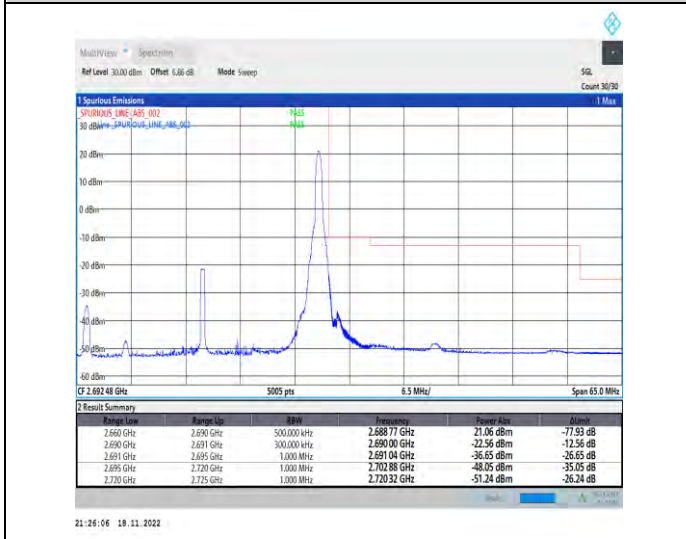 MultiView Spectrum
Ref Level 30.00 dBm Offset 6.86 dB Mode Sweep SGL
Count 30/30
1 Spurious Emissions 1 Max
_SPURIOUS_LINE_ABS_002 PASS
30 dBm Line _SPURIOUS_LINE_ABS_002 PASS
20 dBm
10 dBm
0 dBm
-10 dBm
-20 dBm
-30 dBm
-40 dBm
-50 dBm
-60 dBm
CF 2.692 48 GHz 5005 pts 6.5 MHz/ Span 65.0 MHz
2 Result Summary
Range Low Range Up RBW Frequency Power Abs ΔLimit
2.660 GHz 2.690 GHz 500.000 kHz 2.688 77 GHz 21.06 dBm -77.93 dB
2.690 GHz 2.691 GHz 300.000 kHz 2.690 00 GHz -22.56 dBm -12.56 dB
2.691 GHz 2.695 GHz 1.000 MHz 2.691 04 GHz -36.65 dBm -26.65 dB
2.695 GHz 2.720 GHz 1.000 MHz 2.702 88 GHz -48.05 dBm -35.05 dB
2.720 GHz 2.725 GHz 1.000 MHz 2.720 32 GHz -51.24 dBm -26.24 dB
21:26:06 18.11.2022